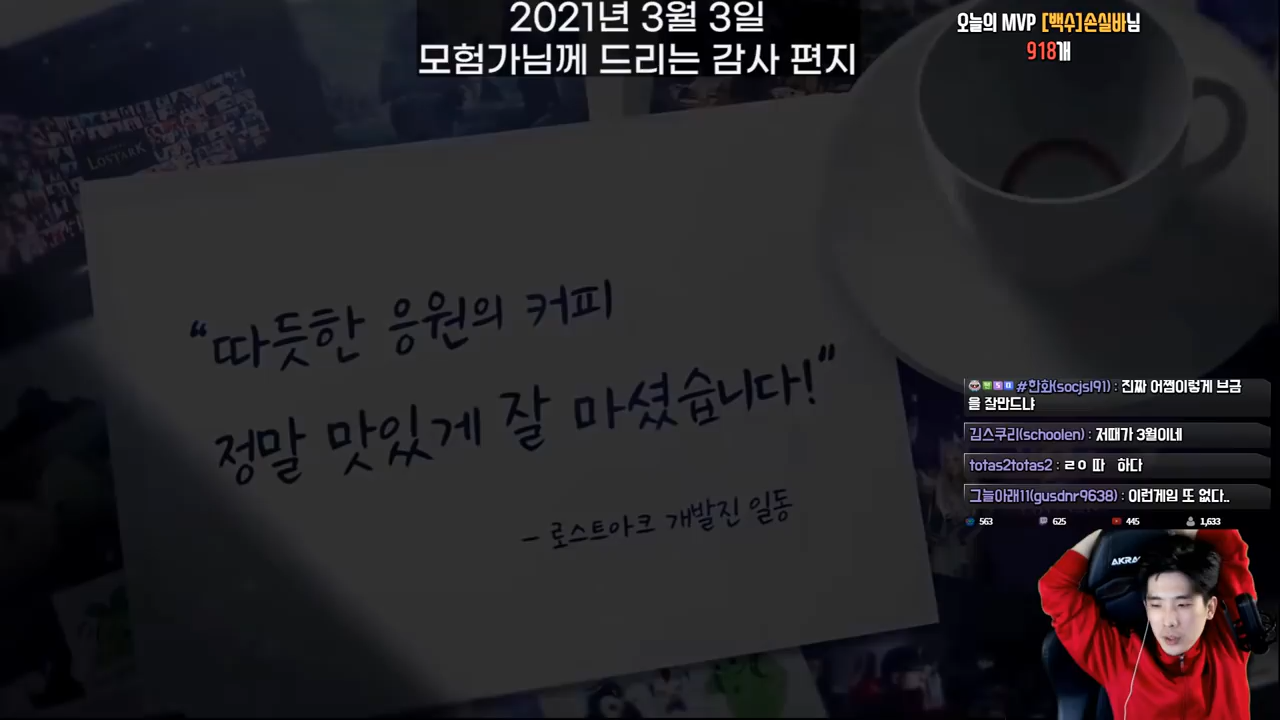 2021년 3월 3일
모험가님께 드리는 감사 편지
오늘의 MVP [백수]손실바님
918개
LOSTARK
“따뜻한 응원의 커피
정말 맛있게 잘 마셨습니다!”
- 로스트아크 개발진 일동
#한화(socjsl91) : 진짜 어쩜이렇게 브금
을 잘만드냐
김스쿠리(schoolen) : 저때가 3월이네
totas2totas2 : ㄹㅇ 따 하다
그늘아래11(gusdnr9638) : 이런게임 또 없다..
563 625 445 1,633
AKRA